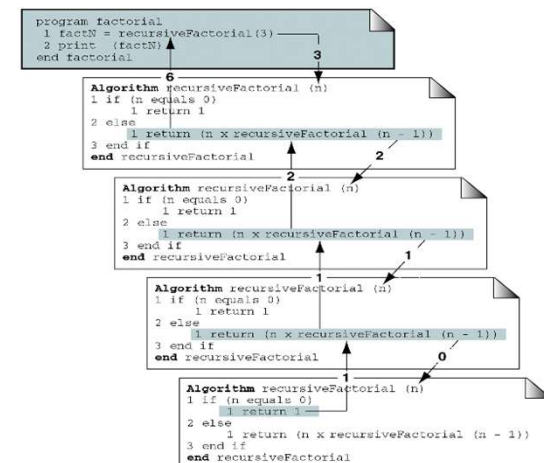 program factorial
1 factN = recursiveFactorial(3)
2 print (factN)
end factorial
3
6
Algorithm recursiveFactorial (n)
1 if (n equals 0)
1 return 1
2 else
1 return (n x recursiveFactorial (n - 1))
3 end if
end recursiveFactorial
2
2
Algorithm recursiveFactorial (n)
1 if (n equals 0)
1 return 1
2 else
1 return (n x recursiveFactorial (n - 1))
3 end if
end recursiveFactorial
1
1
Algorithm recursiveFactorial (n)
1 if (n equals 0)
1 return 1
2 else
1 return (n x recursiveFactorial (n - 1))
3 end if
end recursiveFactorial
0
1
Algorithm recursiveFactorial (n)
1 if (n equals 0)
1 return 1
2 else
1 return (n x recursiveFactorial (n - 1))
3 end if
end recursiveFactorial